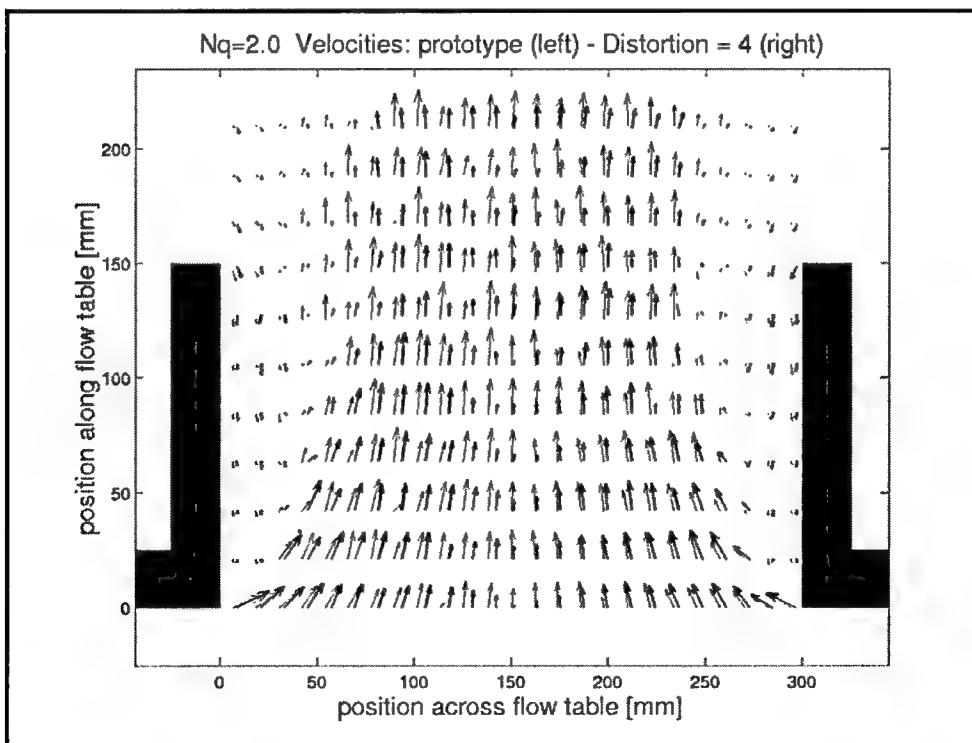 Nq=2.0 Velocities: prototype (left) - Distortion = 4 (right)
200
150
100
50
0
position along flow table [mm]
0 50 100 150 200 250 300
position across flow table [mm]